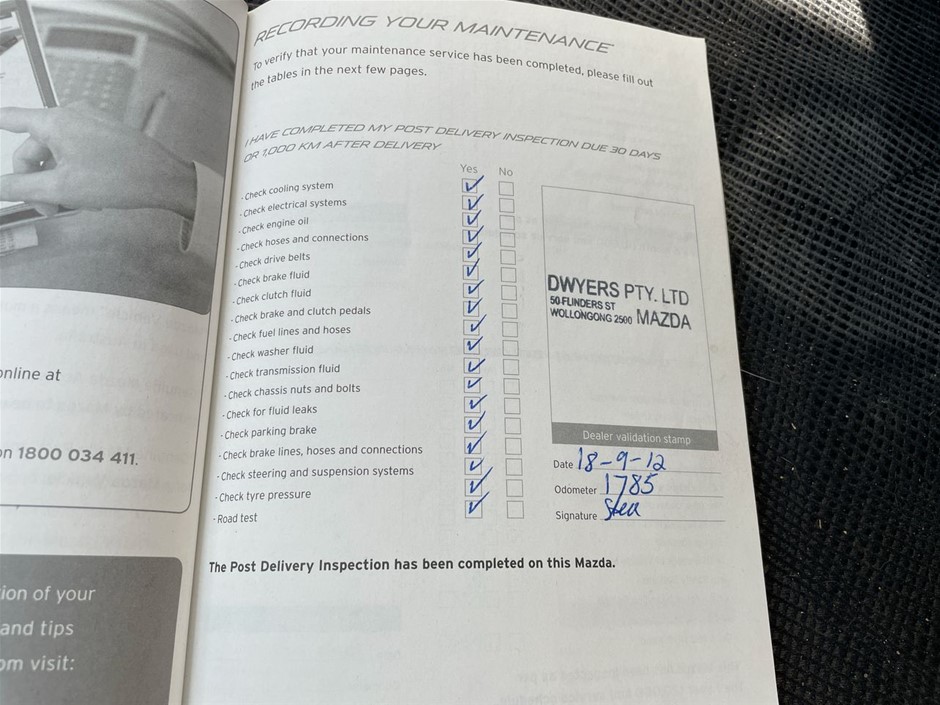 RECORDING YOUR MAINTENANCE
To verify that your maintenance service has been completed, please fill out
the tables in the next few pages.
I HAVE COMPLETED MY POST DELIVERY INSPECTION DUE 30 DAYS
OR 1,000 KM AFTER DELIVERY
Yes No
- Check cooling system
- Check electrical systems
- Check engine oil
- Check hoses and connections
- Check drive belts
- Check brake fluid
- Check clutch fluid
- Check brake and clutch pedals
- Check fuel lines and hoses
- Check washer fluid
- Check transmission fluid
- Check chassis nuts and bolts
- Check for fluid leaks
- Check parking brake
- Check brake lines, hoses and connections
- Check steering and suspension systems
- Check tyre pressure
- Road test
DWYERS PTY. LTD
50 FLINDERS ST
WOLLONGONG 2500 MAZDA
Dealer validation stamp
Date 18-9-12
Odometer 1785
Signature
The Post Delivery Inspection has been completed on this Mazda.
online at
on 1800 034 411.
ion of your
and tips
om visit: